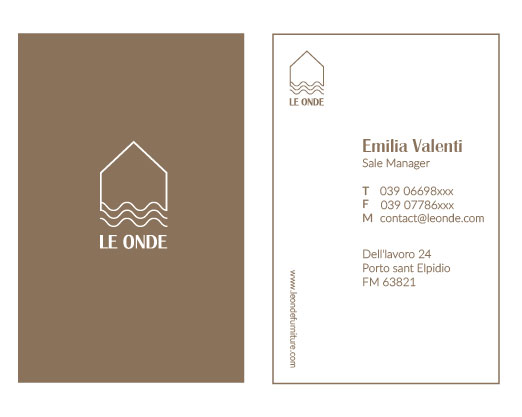 LE ONDE
LE ONDE
Emilia Valenti
Sale Manager
T 039 06698xxx
F 039 07786xxx
M contact@leonde.com
Dell'lavoro 24
Porto sant Elpidio
FM 63821
www.leondefurniture.com